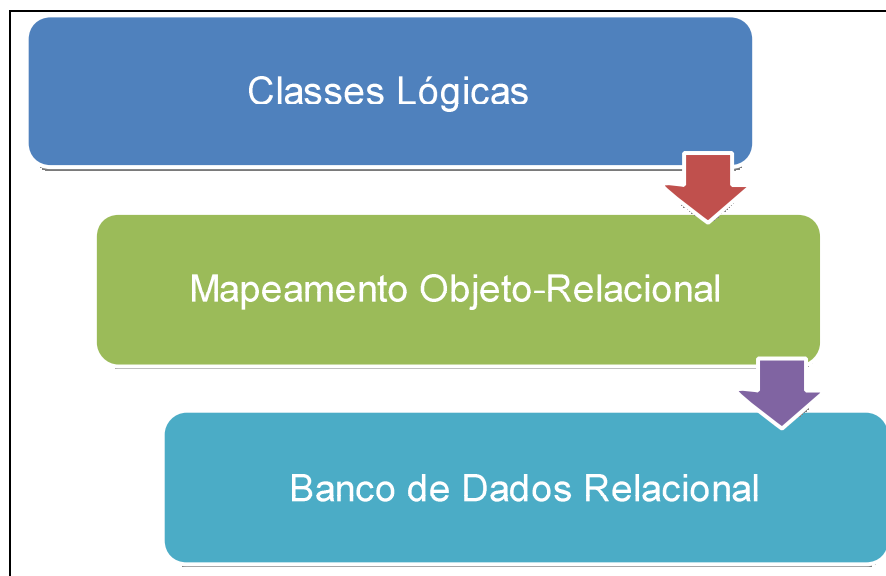 Classes Lógicas
Mapeamento Objeto-Relacional
Banco de Dados Relacional